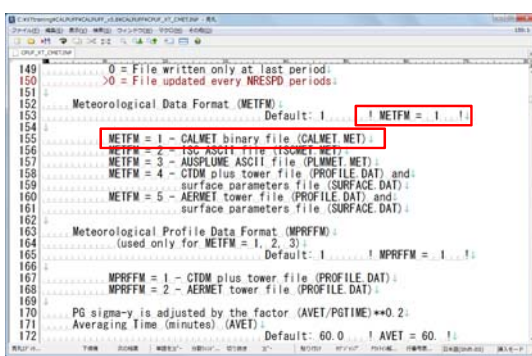 149 0 = File written only at last period
150 >0 = File updated every NRESPD periods
151
152 Meteorological Data Format (METFM)
153 Default: 1 ! METFM = 1 !
154
155 METFM = 1 - CALMET binary file (CALMET.MET)
156 METFM = 2 - ISC ASCII file (ISCMET.MET)
157 METFM = 3 - AUSPLUME ASCII file (PLMMET.MET)
158 METFM = 4 - CTDM plus tower file (PROFILE.DAT) and
159 surface parameters file (SURFACE.DAT)
160 METFM = 5 - AERMET tower file (PROFILE.DAT) and
161 surface parameters file (SURFACE.DAT)
162
163 Meteorological Profile Data Format (MPRFFM)
164 (used only for METFM = 1, 2, 3)
165 Default: 1 ! MPRFFM = 1 !
166
167 MPRFFM = 1 - CTDM plus tower file (PROFILE.DAT)
168 MPRFFM = 2 - AERMET tower file (PROFILE.DAT)
169
170 PG sigma-y is adjusted by the factor (AVET/PGTIME)**0.2
171 Averaging Time (minutes) (AVET)
172 Default: 60.0 ! AVET = 60. !